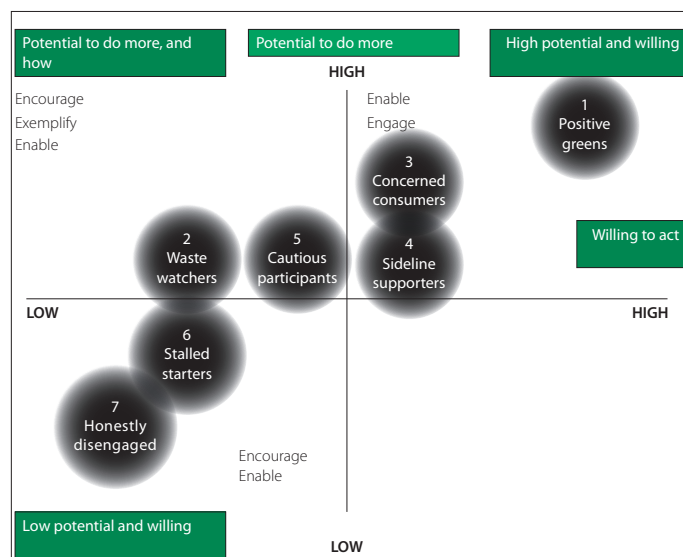 Potential to do more, and
how
Potential to do more
High potential and willing
HIGH
Encourage
Exemplify
Enable
Enable
Engage
1
Positive
greens
3
Concerned
consumers
2
Waste
watchers
5
Cautious
participants
4
Sideline
supporters
Willing to act
LOW
HIGH
6
Stalled
starters
7
Honestly
disengaged
Encourage
Enable
Low potential and willing
LOW